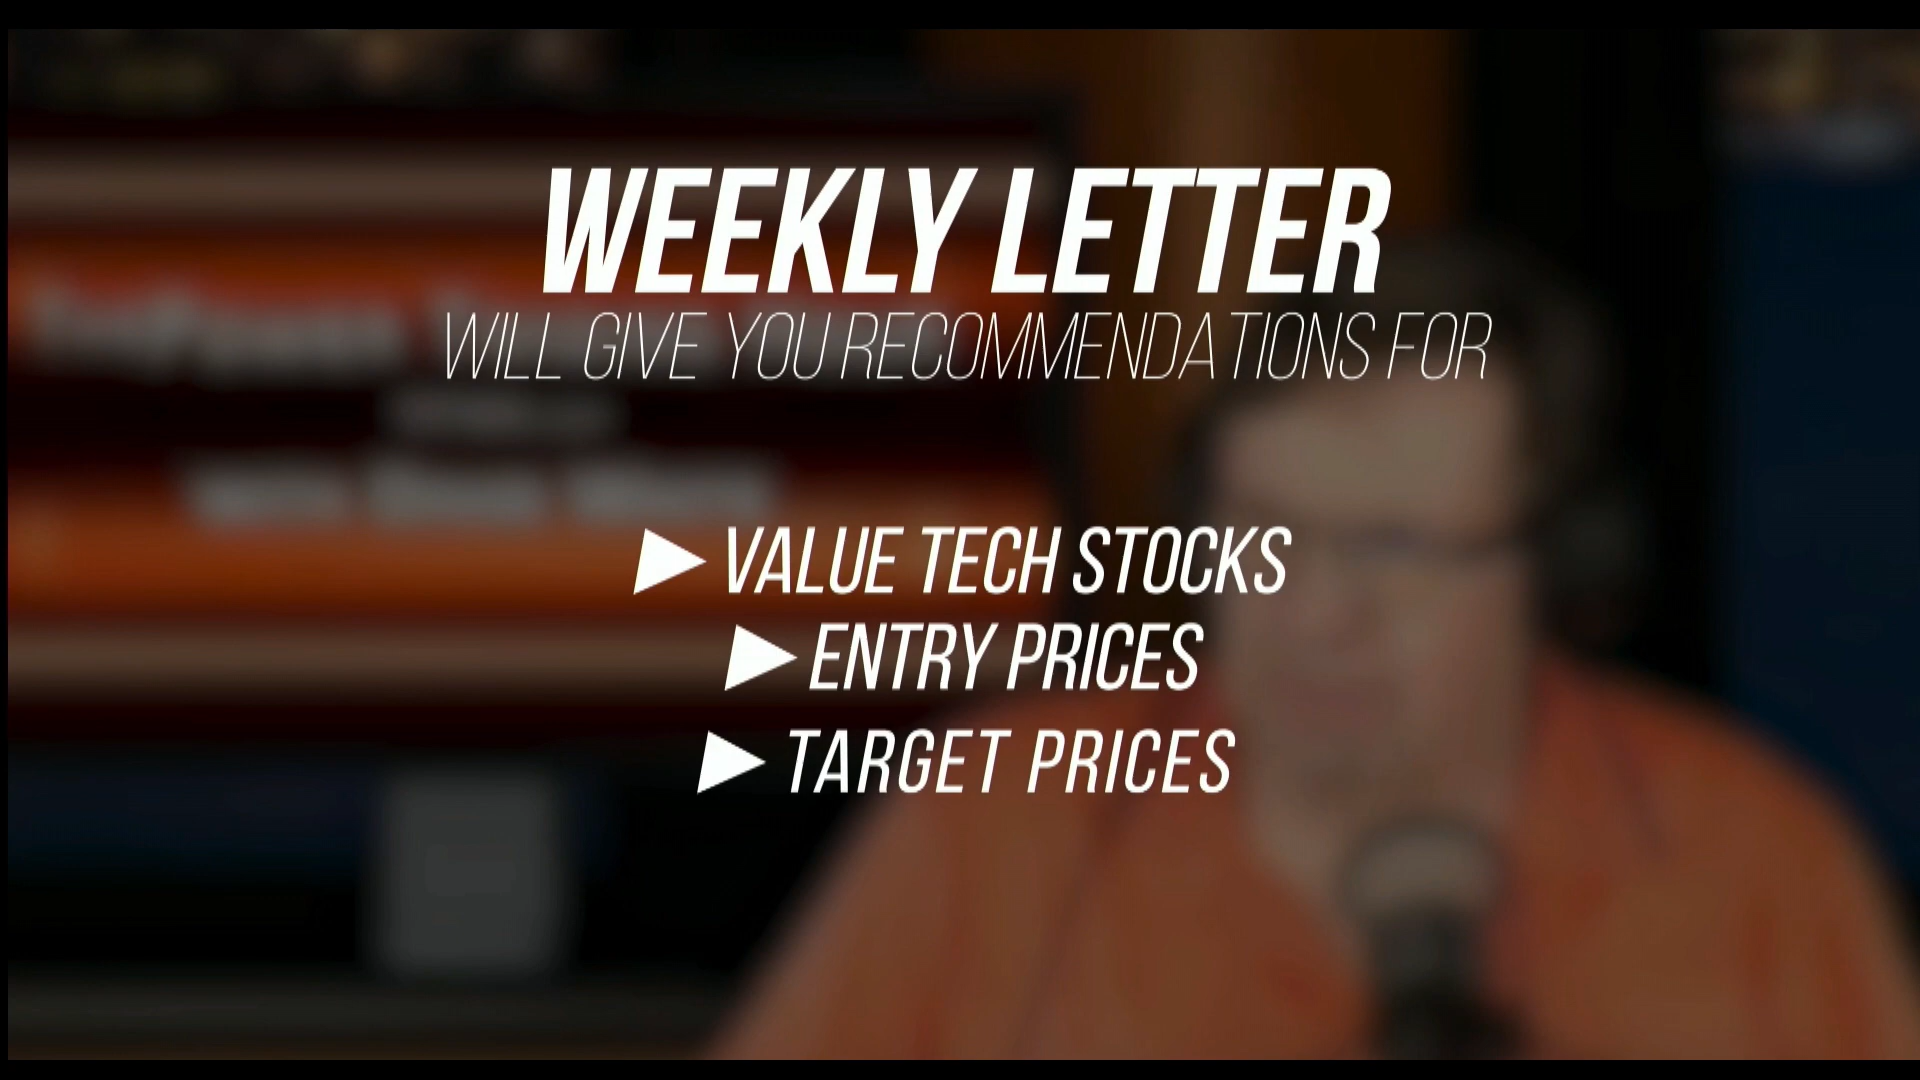 WEEKLY LETTER
WILL GIVE YOU RECOMMENDATIONS FOR
▶ VALUE TECH STOCKS
▶ ENTRY PRICES
▶ TARGET PRICES